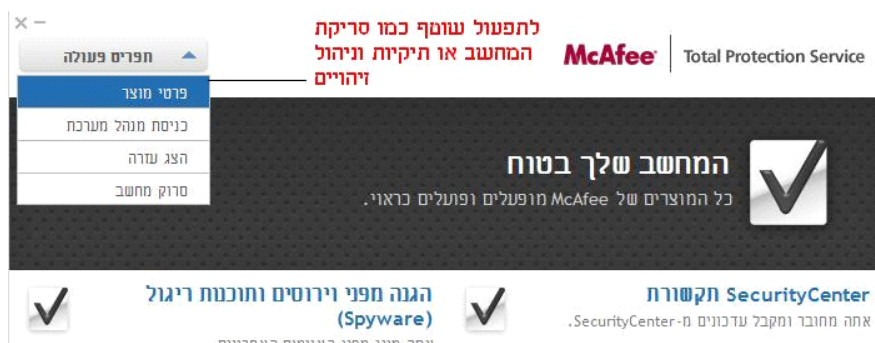 לתפעול שוטף כמו סריקת
המחשב או תיקיות וניהול
זיהויים
McAfee Total Protection Service
תפריט פעולה
פרטי מוצר
כניסת מנהל מערכת
הצג עזרה
סרוק מחשב
המחשב שלך בטוח
כל המוצרים של McAfee מופעלים ופועלים כראוי.
תקשורת SecurityCenter
אתה מחובר ומקבל עדכונים מ-SecurityCenter.
הגנה מפני וירוסים ותוכנות ריגול
(Spyware)